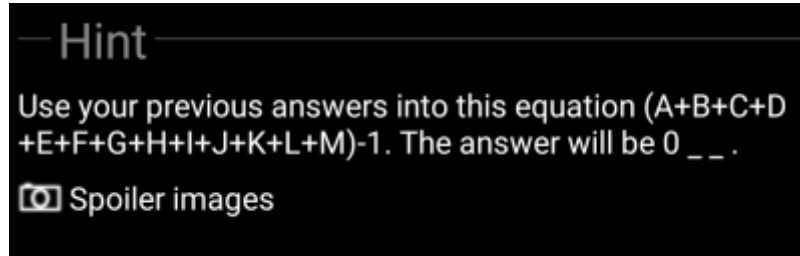 Hint
Use your previous answers into this equation (A+B+C+D
+E+F+G+H+I+J+K+L+M)-1. The answer will be 0 _ _ .
Spoiler images